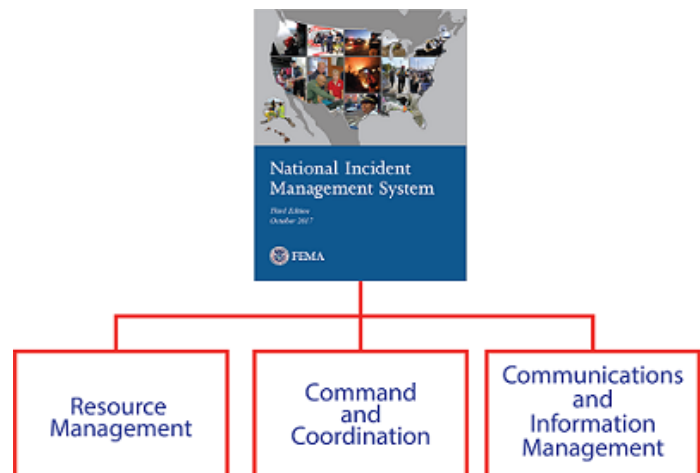 National Incident
Management System
Third Edition
October 2017
FEMA
Resource
Management
Command
and
Coordination
Communications
and
Information
Management